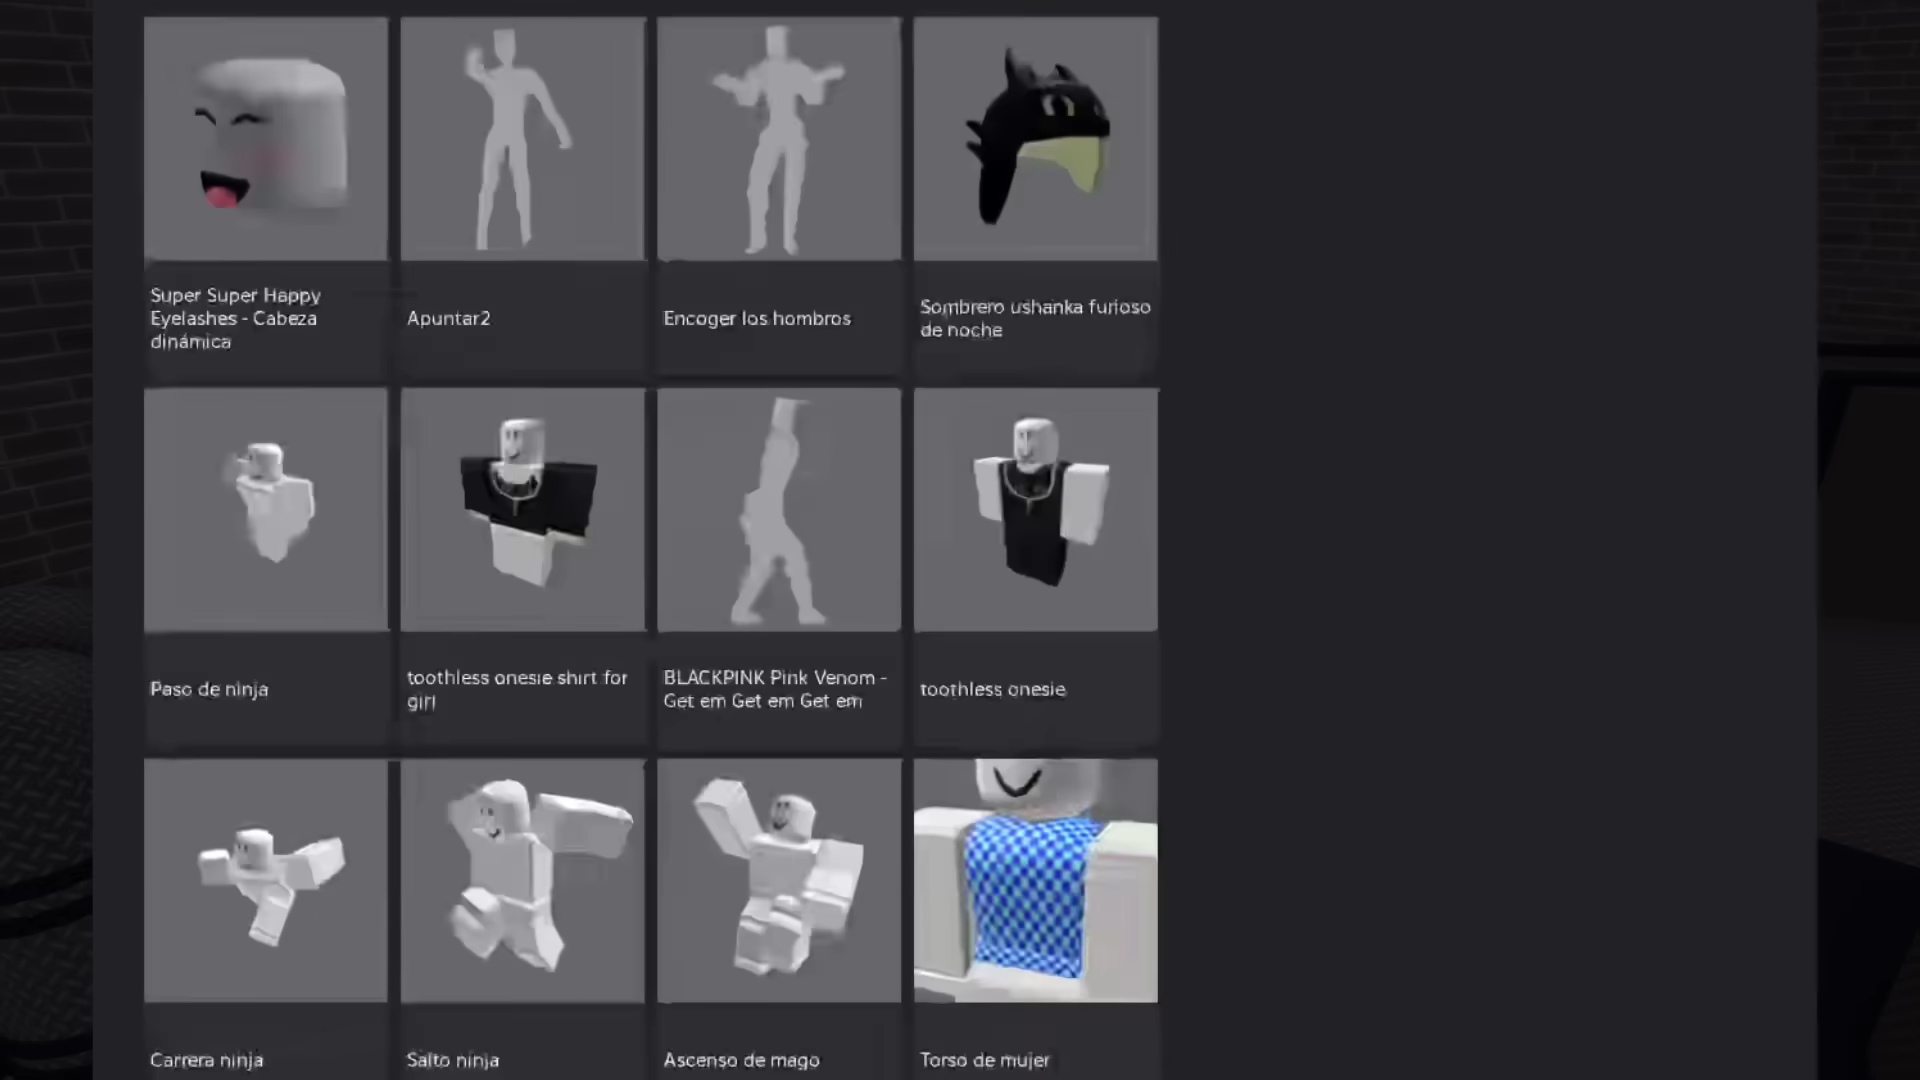 Super Super Happy
Eyelashes - Cabeza
dinámica
Apuntar2
Encoger los hombros
Sombrero ushanka furioso
de noche
Paso de ninja
toothless onesie shirt for
girl
BLACKPINK Pink Venom -
Get em Get em Get em
toothless onesie
Carrera ninja
Salto ninja
Ascenso de mago
Torso de mujer